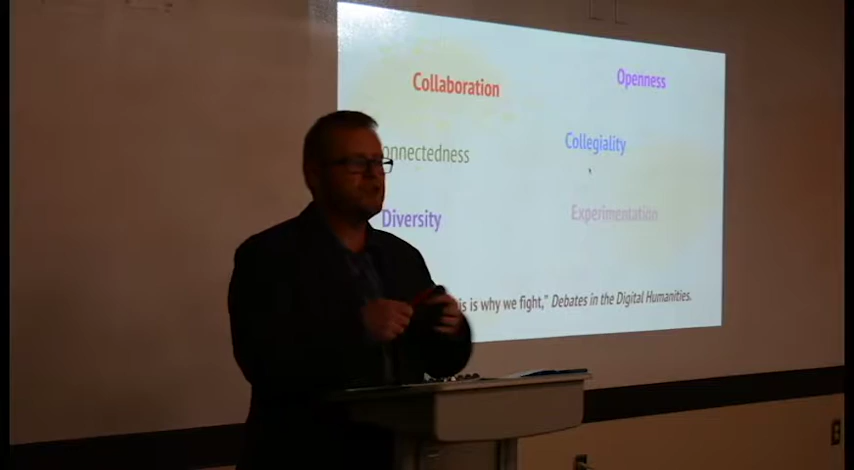 Collaboration
Openness
onnectedness
Collegiality
Diversity
Experimentation
is is why we fight," Debates in the Digital Humanities.